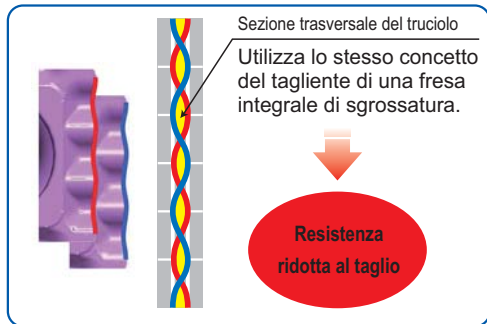 Sezione trasversale del truciolo
Utilizza lo stesso concetto
del tagliente di una fresa
integrale di sgrossatura.
Resistenza
ridotta al taglio